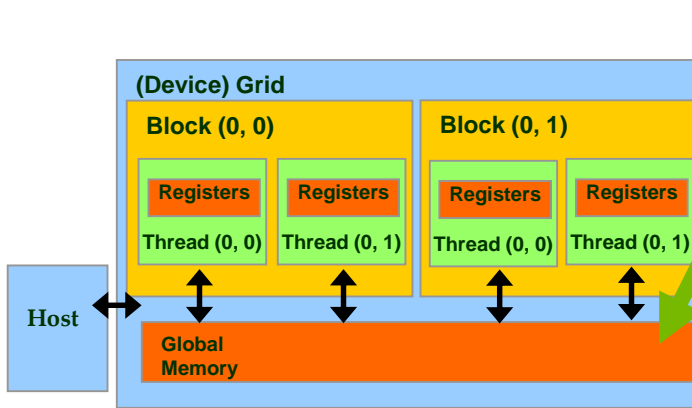 (Device) Grid
Block (0, 0)
Block (0, 1)
Registers
Registers
Registers
Registers
Thread (0, 0)
Thread (0, 1)
Thread (0, 0)
Thread (0, 1)
Host
Global
Memory